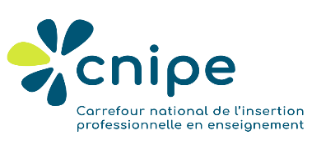 cnipe
Carrefour national de l'insertion
professionnelle en enseignement